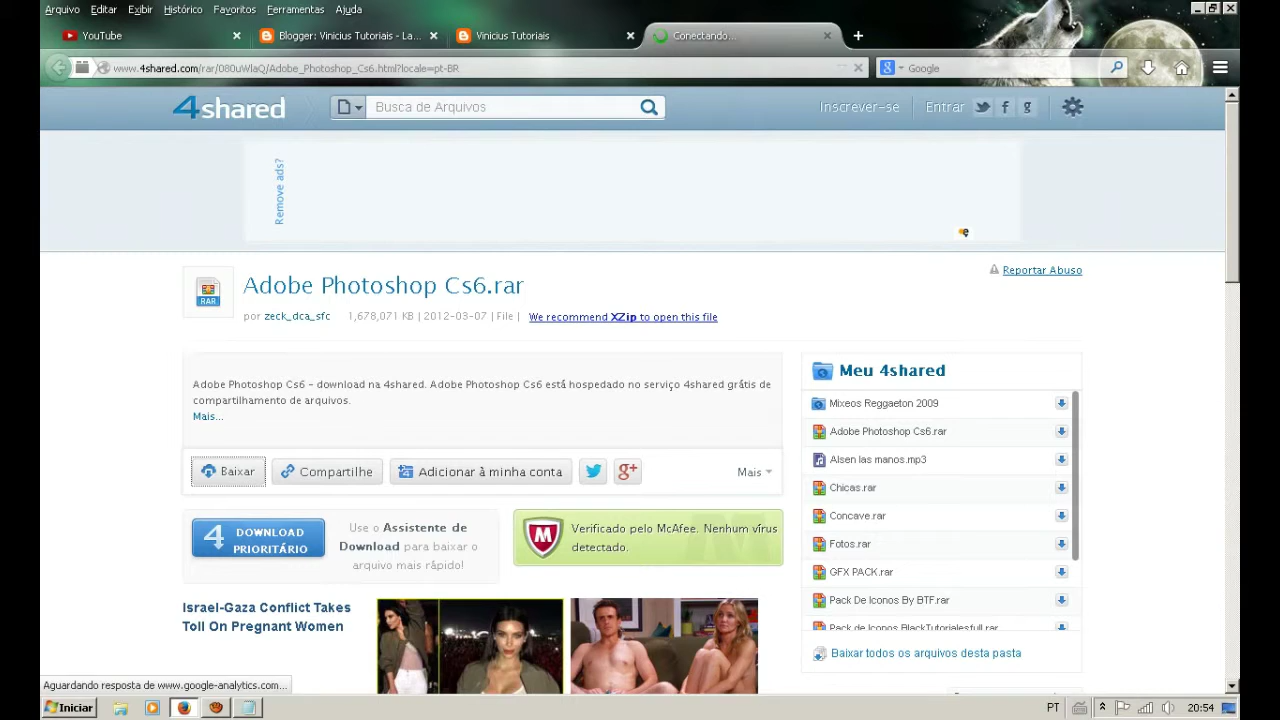 Arquivo Editar Exibir Histórico Favoritos Ferramentas Ajuda
YouTube
Blogger: Vinicius Tutoriais - La...
Vinicius Tutoriais
Conectando...
www.4shared.com/rar/080uWlaQ/Adobe_Photoshop_Cs6.html?locale=pt-BR
Google
4shared
Busca de Arquivos
Inscrever-se
Entrar
Remove ads?
Adobe Photoshop Cs6.rar
RAR
por zeck_dca_sfc 1,678,071 KB | 2012-03-07 | File | We recommend XZip to open this file
Reportar Abuso
Adobe Photoshop Cs6 - download na 4shared. Adobe Photoshop Cs6 está hospedado no serviço 4shared grátis de
compartilhamento de arquivos.
Mais...
Baixar
Compartilhe
Adicionar à minha conta
g+
Mais
4 DOWNLOAD
PRIORITÁRIO
Use o Assistente de
Download para baixar o
arquivo mais rápido!
Verificado pelo McAfee. Nenhum vírus
detectado.
Israel-Gaza Conflict Takes
Toll On Pregnant Women
Meu 4shared
Mixeos Reggaeton 2009
Adobe Photoshop Cs6.rar
Alsen las manos.mp3
Chicas.rar
Concave.rar
Fotos.rar
GFX PACK.rar
Pack De Iconos By BTF.rar
Pack de Iconos BlackTutorialesfull.rar
Baixar todos os arquivos desta pasta
Aguardando resposta de www.google-analytics.com...
Iniciar
PT
20:54